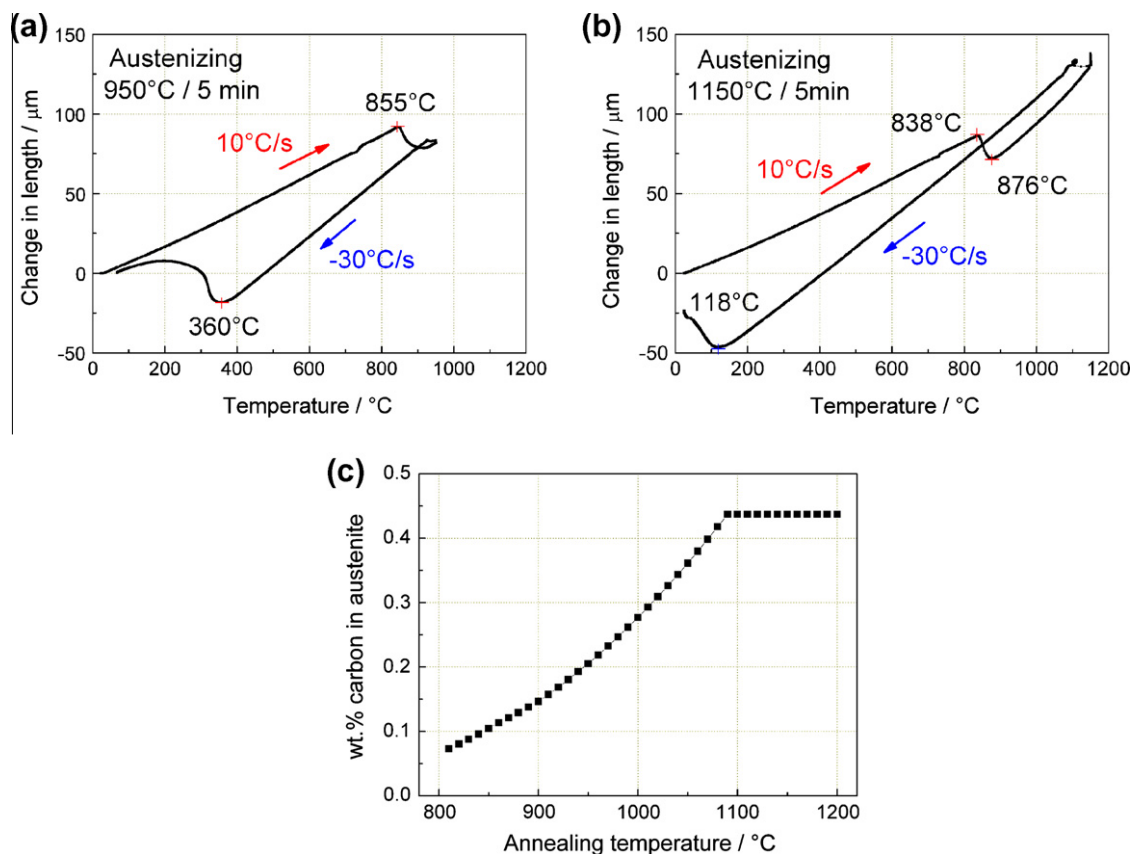 (a)
150
100
50
0
-50
0
200
400
600
800
1000
1200
Change in length / μm
Temperature / °C
Austenizing
950°C / 5 min
855°C
10°C/s
-30°C/s
360°C
(b)
150
100
50
0
-50
0
200
400
600
800
1000
1200
Change in length / μm
Temperature / °C
Austenizing
1150°C / 5min
838°C
10°C/s
876°C
-30°C/s
118°C
(c)
0.5
0.4
0.3
0.2
0.1
0.0
800
900
1000
1100
1200
wt.% carbon in austenite
Annealing temperature / °C